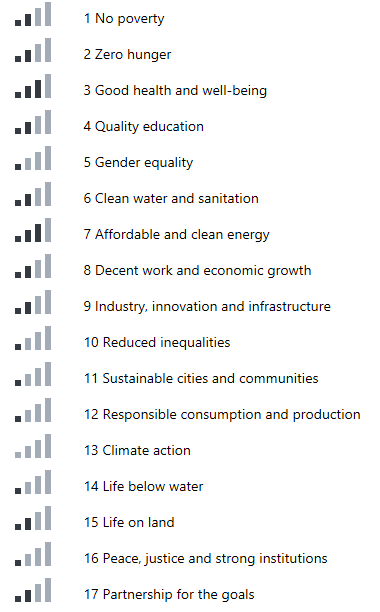 1 No poverty
2 Zero hunger
3 Good health and well-being
4 Quality education
5 Gender equality
6 Clean water and sanitation
7 Affordable and clean energy
8 Decent work and economic growth
9 Industry, innovation and infrastructure
10 Reduced inequalities
11 Sustainable cities and communities
12 Responsible consumption and production
13 Climate action
14 Life below water
15 Life on land
16 Peace, justice and strong institutions
17 Partnership for the goals